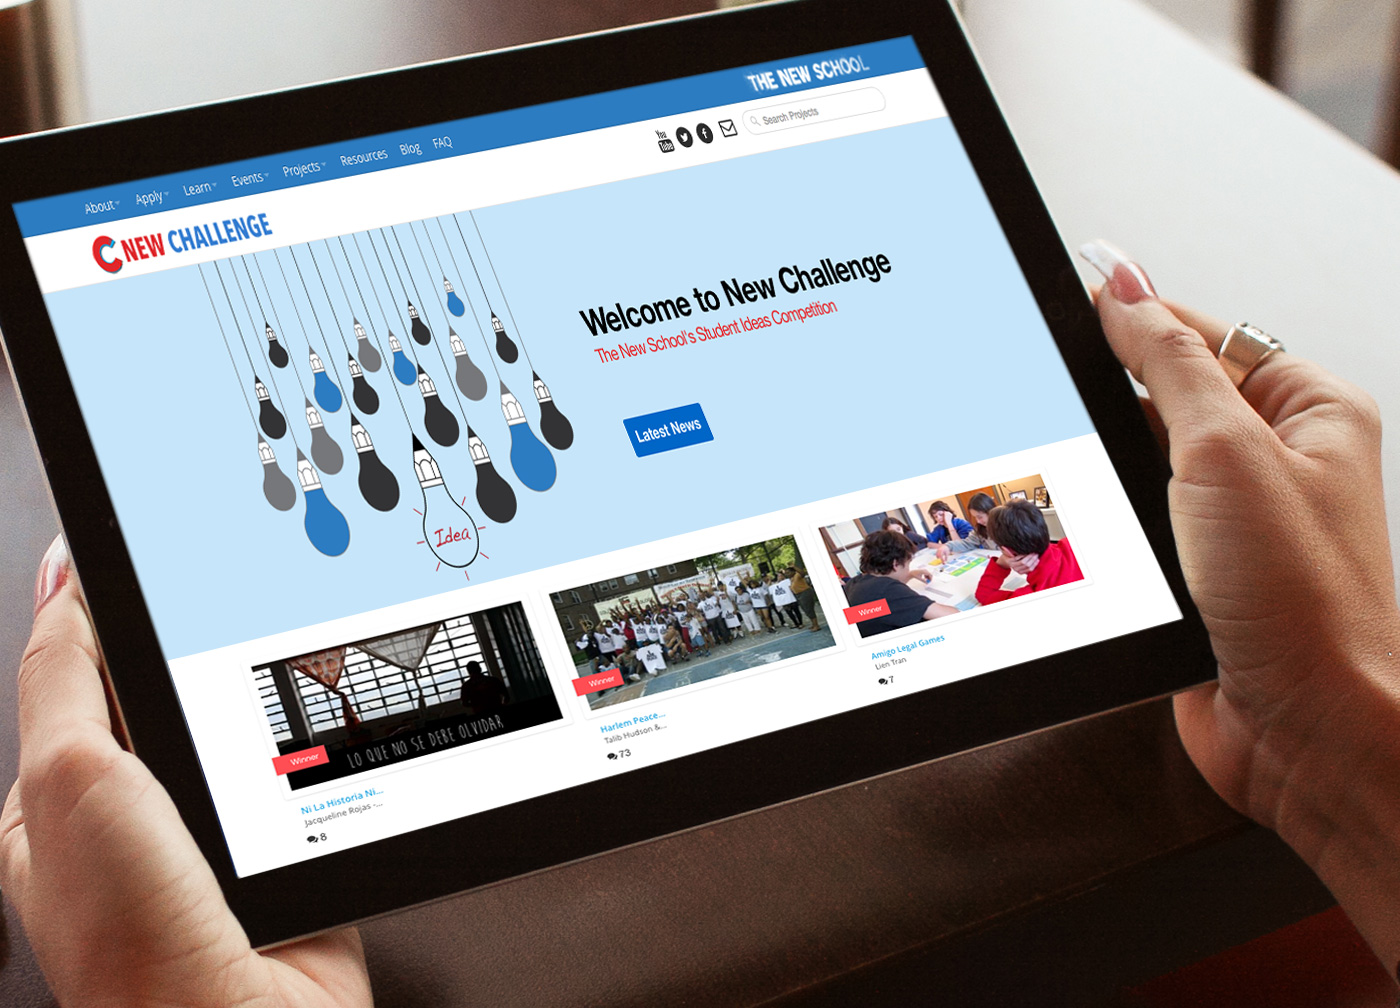 THE NEW SCHOOL
About Apply Learn Events Projects Resources Blog FAQ
You Tube Search Projects
NEW CHALLENGE
Welcome to New Challenge
The New School's Student Ideas Competition
Latest News
Idea
LO QUE NO SE DEBE OLVIDAR
Winner
Ni La Historia Ni...
Jacqueline Rojas -...
8
Winner
Harlem Peace...
Talib Hudson &...
73
Winner
Amigo Legal Games
Lien Tran
7